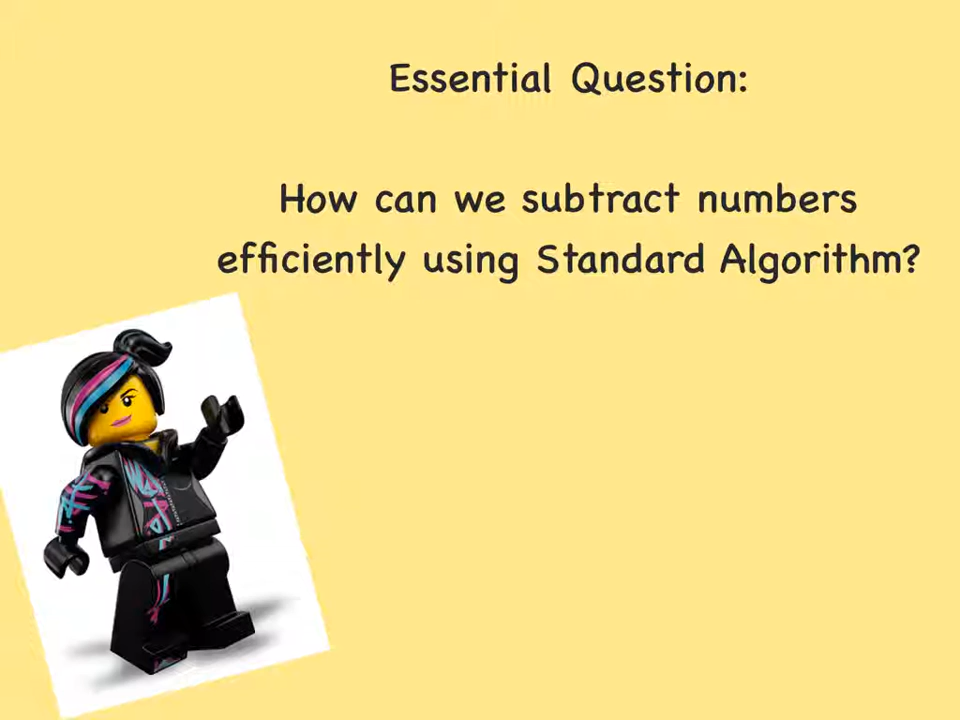 Essential Question:
How can we subtract numbers
efficiently using Standard Algorithm?